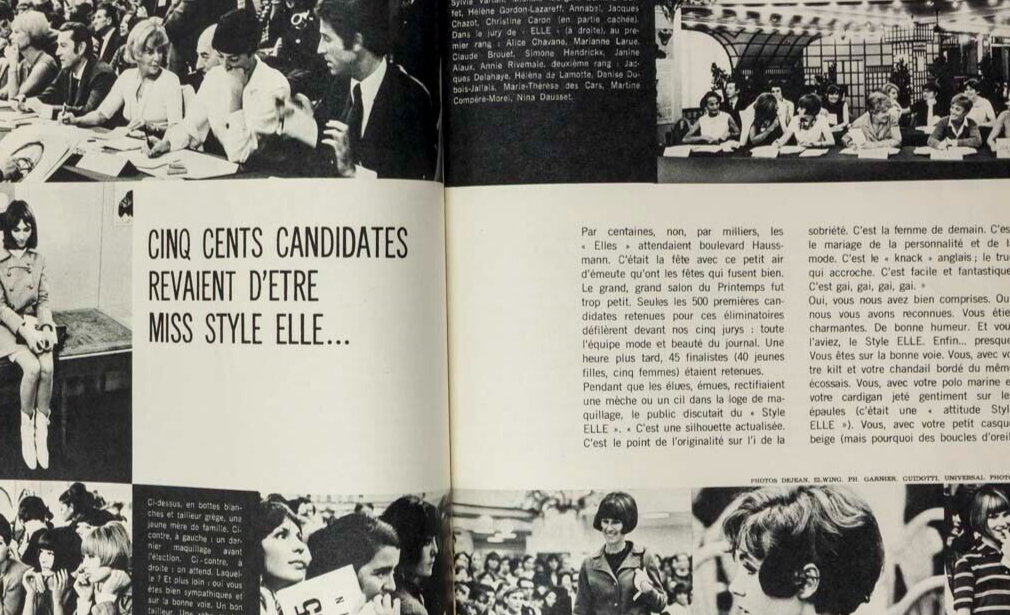 Sylvie Vartan,
fet, Hélène Gordon-Lazareff, Annabel, Jacques
Chazot, Christine Caron (en partie cachée).
Dans le jury de « ELLE » (à droite), au pre-
mier rang : Alice Chavane, Marianne Larue,
Claude Brouet, Simone Hendricks, Janine
Alaux, Annie Rivemale, deuxième rang : Jac-
ques Delahaye, Hélène de Lamotte, Denise Du-
bois-Jallais, Marie-Thérèse des Cars, Martine
Compère-Morel, Nina Dausset.
CINQ CENTS CANDIDATES
REVAIENT D'ETRE
MISS STYLE ELLE...
Par centaines, non, par milliers, les
« Elles » attendaient boulevard Hauss-
mann. C'était la fête avec ce petit air
d'émeute qu'ont les fêtes qui fusent bien.
Le grand, grand salon du Printemps fut
trop petit. Seules les 500 premières can-
didates retenues pour ces éliminatoires
défilèrent devant nos cinq jurys : toute
l'équipe mode et beauté du journal. Une
heure plus tard, 45 finalistes (40 jeunes
filles, cinq femmes) étaient retenues.
Pendant que les élues, émues, rectifiaient
une mèche ou un cil dans la loge de ma-
quillage, le public discutait du « Style
ELLE ». « C'est une silhouette actualisée.
C'est le point de l'originalité sur l'i de la
sobriété. C'est la femme de demain. C'es
le mariage de la personnalité et de l
mode. C'est le « knack » anglais ; le tru
qui accroche. C'est facile et fantastique
C'est gai, gai, gai, gai. »
Oui, vous nous avez bien comprises. Ou
nous vous avons reconnues. Vous étie
charmantes. De bonne humeur. Et vou
l'aviez, le Style ELLE. Enfin... presque
Vous êtes sur la bonne voie. Vous, avec vo
tre kilt et votre chandail bordé du mêm
écossais. Vous, avec votre polo marine e
votre cardigan jeté gentiment sur le
épaules (c'était une « attitude Styl
ELLE »). Vous, avec votre petit casqu
beige (mais pourquoi des boucles d'oreil
PHOTOS DEJEAN, ELWING, PH. GARNIER, GUIDOTTI, UNIVERSAL PHOTO
Ci-dessus, en bottes blan-
ches et tailleur grège, une
jeune mère de famille. Ci-
contre, à gauche : un der-
nier maquillage avant
l'élection. Ci-contre, à
droite : on attend. Laquel-
le ? Et plus loin : oui vous
êtes bien sympathiques et
sur la bonne voie. Un bon
tailleur. Une